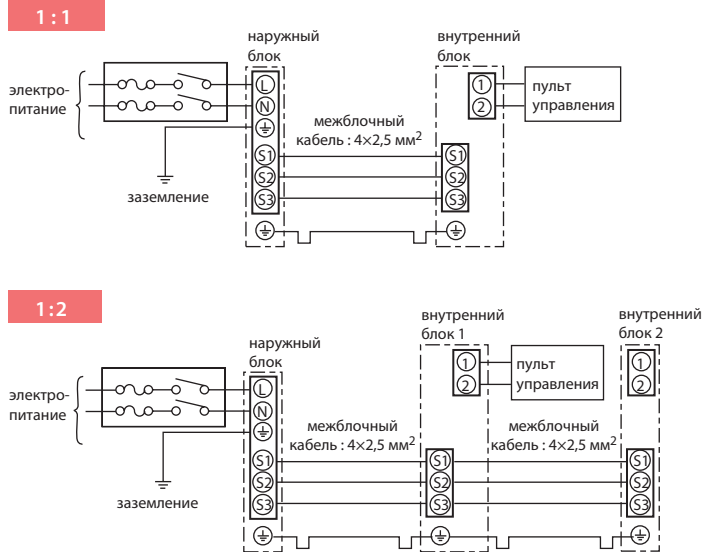 1 : 1
наружный
блок
внутренний
блок
электро-
питание
L
N
1
2
пульт
управления
межблочный
кабель : 4×2,5 мм²
S1
S2
S3
S1
S2
S3
заземление
1:2
наружный
блок
внутренний
блок 1
внутренний
блок 2
электро-
питание
L
N
1
2
пульт
управления
1
2
межблочный
кабель : 4×2,5 мм²
межблочный
кабель : 4×2,5 мм²
S1
S2
S3
S1
S2
S3
S1
S2
S3
заземление